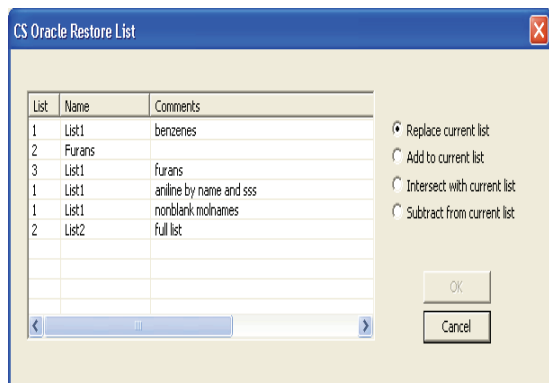 CS Oracle Restore List
List Name Comments
1 List1 benzenes
2 Furans
3 List1 furans
1 List1 aniline by name and sss
1 List1 nonblank molnames
2 List2 full list
Replace current list
Add to current list
Intersect with current list
Subtract from current list
OK
Cancel